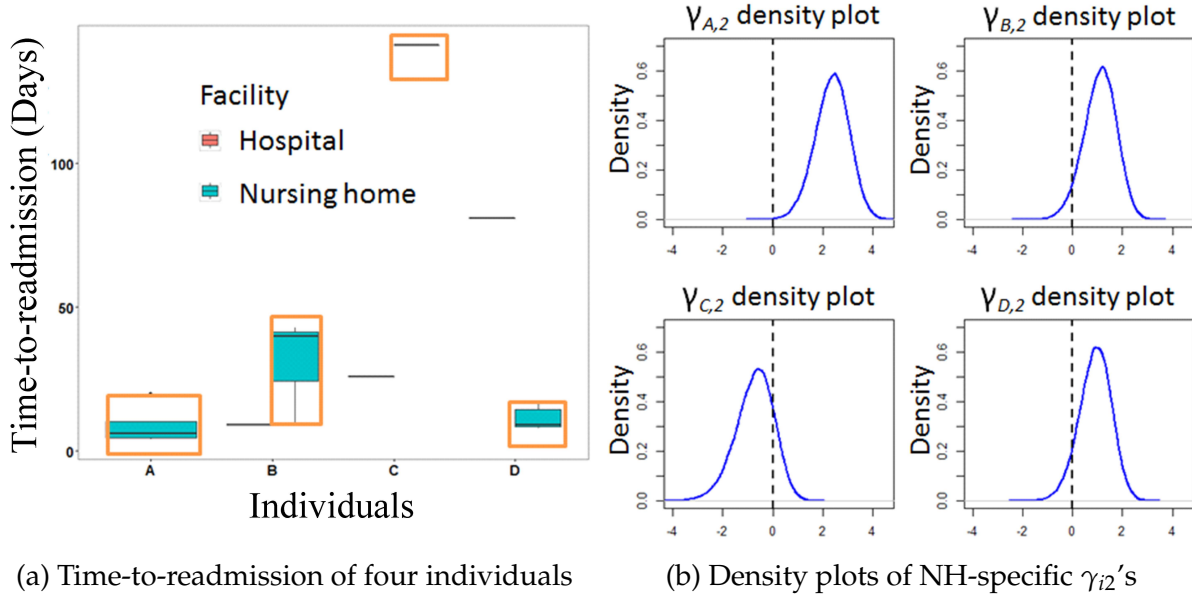 Time-to-readmission (Days)
100
50
0
Facility
Hospital
Nursing home
A B C D
Individuals
(a) Time-to-readmission of four individuals
γA,2 density plot
Density
0.0 0.2 0.4 0.6
-4 -2 0 2 4
γB,2 density plot
Density
0.0 0.2 0.4 0.6
-4 -2 0 2 4
γC,2 density plot
Density
0.0 0.2 0.4 0.6
-4 -2 0 2 4
γD,2 density plot
Density
0.0 0.2 0.4 0.6
-4 -2 0 2 4
(b) Density plots of NH-specific γi2's